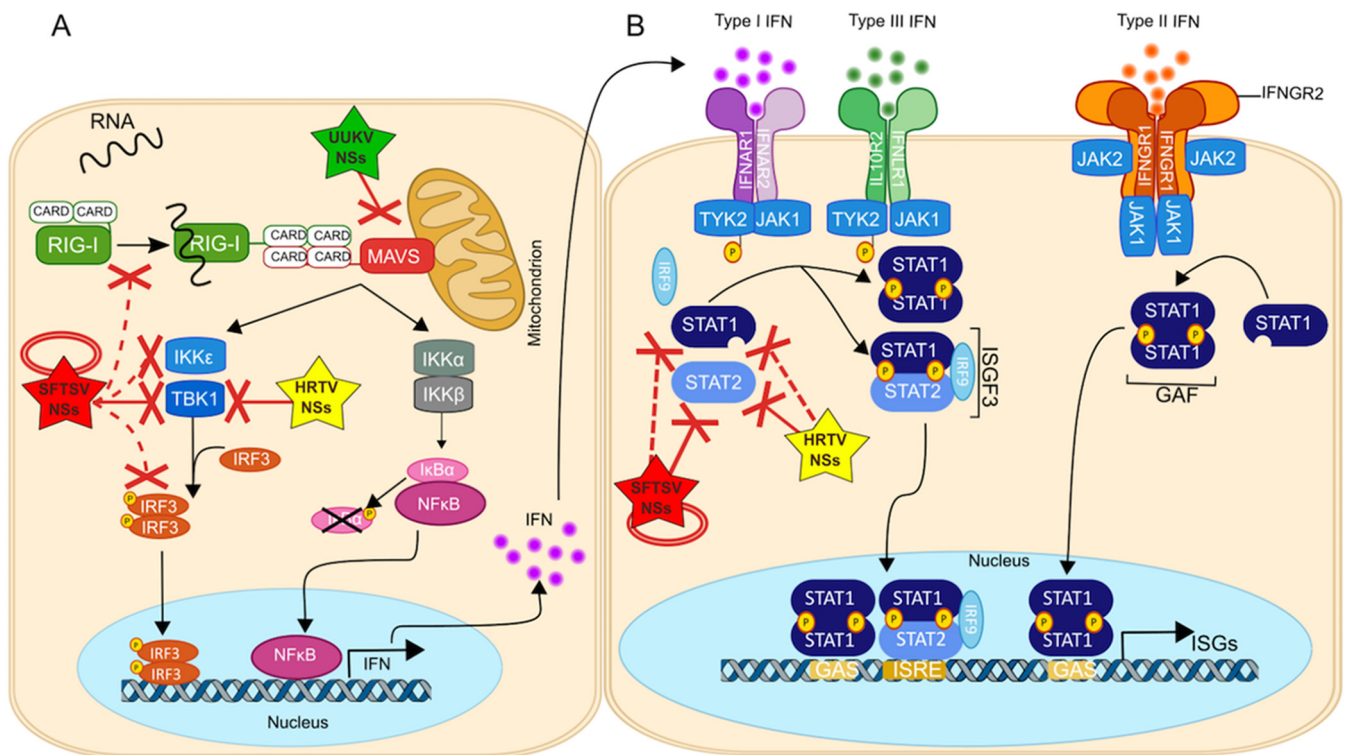 A
RNA
UUKV
NSs
CARD CARD
RIG-I
RIG-I
CARD CARD
CARD CARD
MAVS
Mitochondrion
SFTSV
NSs
IKKε
TBK1
HRTV
NSs
IKKα
IKKβ
IRF3
P
IRF3
P
IRF3
IκBα
NFκB
IκBα
P
IFN
P
IRF3
P
IRF3
NFκB
IFN
Nucleus
B
Type I IFN
Type III IFN
Type II IFN
IFNAR1
IFNAR2
IL10R2
IFNLR1
IFNGR1
IFNGR1
IFNGR2
JAK2
JAK2
TYK2
JAK1
TYK2
JAK1
JAK1
JAK1
P
P
IRF9
STAT1
P P
STAT1
STAT1
STAT2
STAT1
P P
STAT2
IRF9
ISGF3
STAT1
P P
STAT1
GAF
STAT1
HRTV
NSs
SFTSV
NSs
Nucleus
STAT1
P P
STAT1
GAS
STAT1
P P
STAT2
IRF9
ISRE
STAT1
P P
STAT1
GAS
ISGs